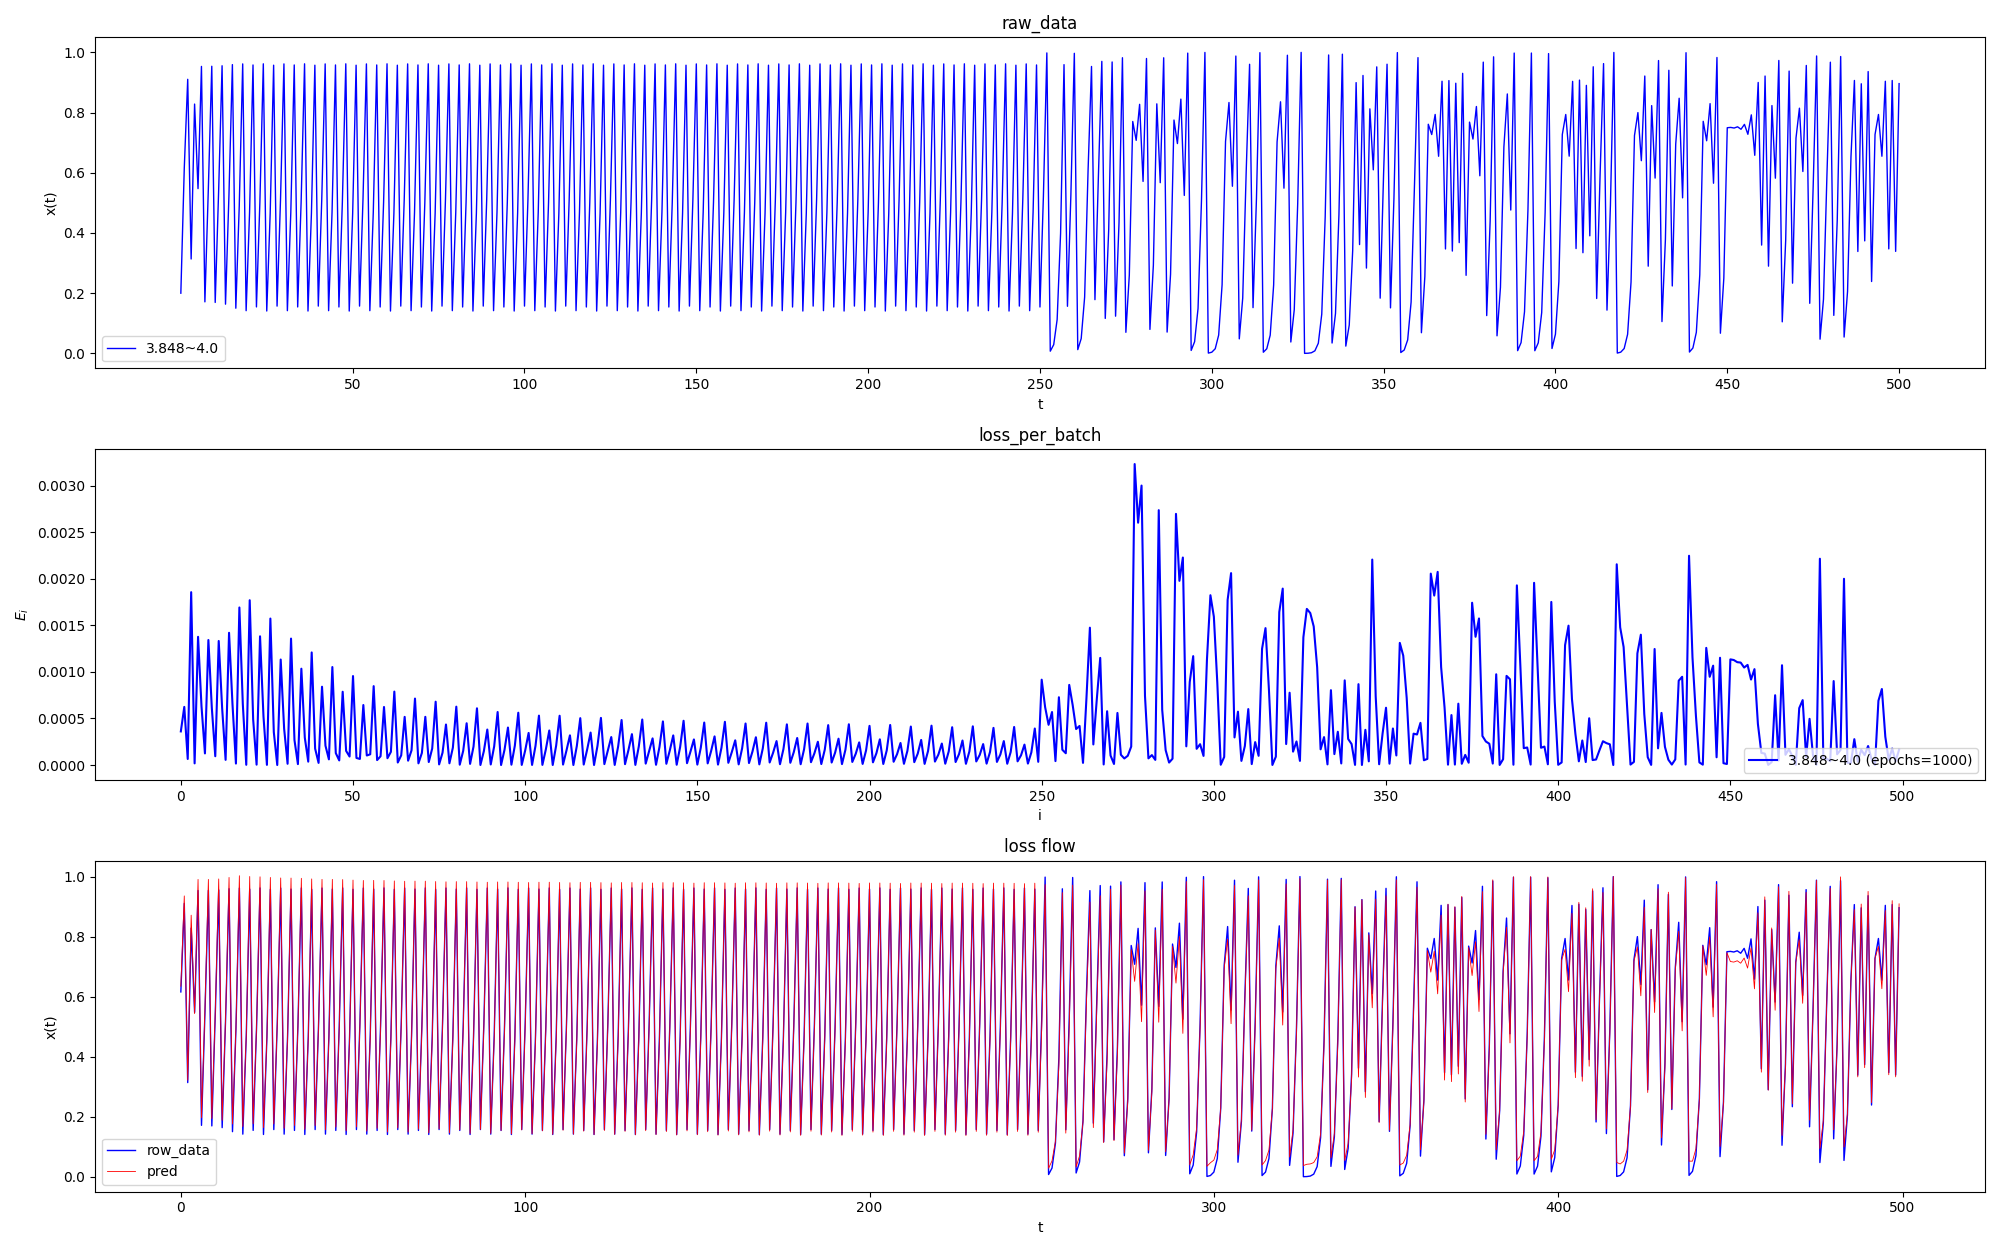 raw_data
1.0
0.8
0.6
0.4
0.2
0.0
x(t)
3.848~4.0
50 100 150 200 250 300 350 400 450 500
t
loss_per_batch
0.0030
0.0025
0.0020
0.0015
0.0010
0.0005
0.0000
E_i
3.848~4.0 (epochs=1000)
0 50 100 150 200 250 300 350 400 450 500
i
loss flow
1.0
0.8
0.6
0.4
0.2
0.0
x(t)
row_data
pred
0 100 200 300 400 500
t